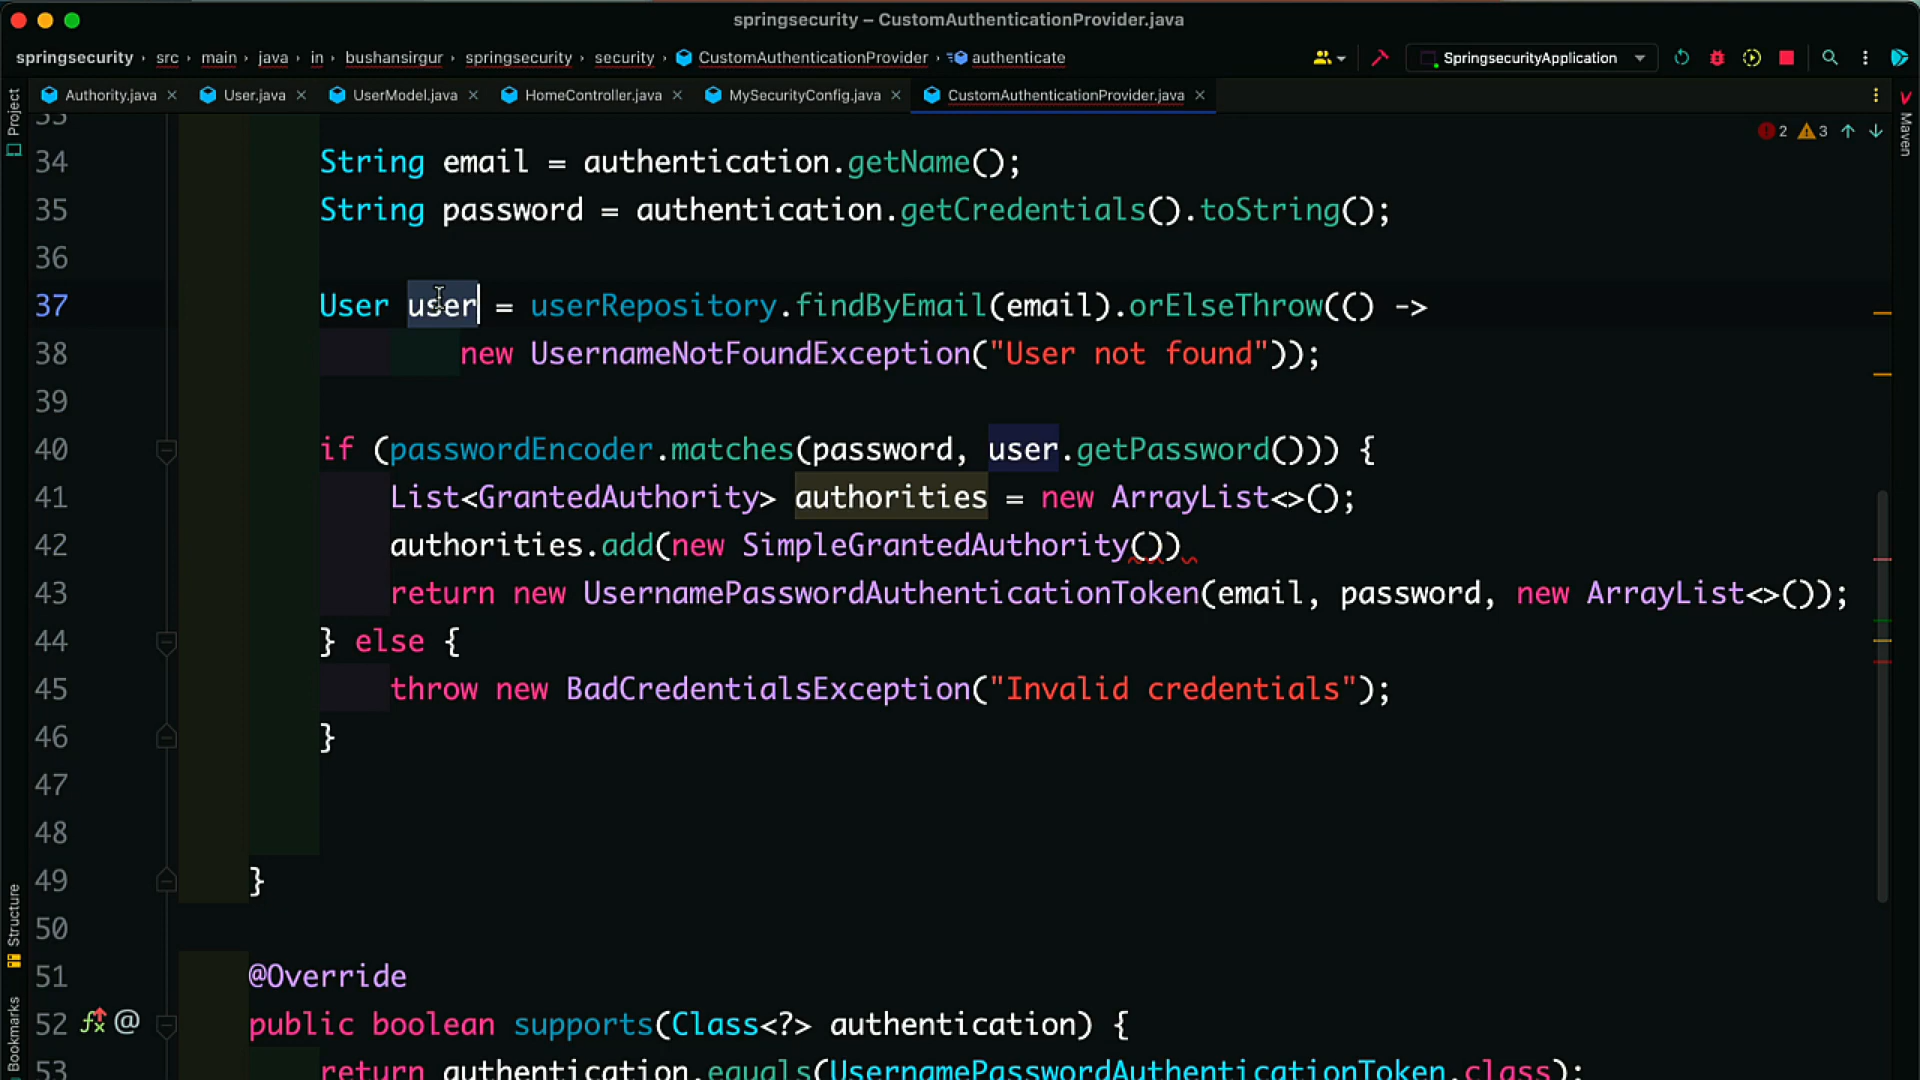 springsecurity – CustomAuthenticationProvider.java
springsecurity › src › main › java › in › bushansirgur › springsecurity › security › CustomAuthenticationProvider › authenticate
SpringsecurityApplication
Authority.java User.java UserModel.java HomeController.java MySecurityConfig.java CustomAuthenticationProvider.java
Project
Maven
2 3
33
34 String email = authentication.getName();
35 String password = authentication.getCredentials().toString();
36
37 User user = userRepository.findByEmail(email).orElseThrow(() ->
38 new UsernameNotFoundException("User not found"));
39
40 if (passwordEncoder.matches(password, user.getPassword())) {
41 List<GrantedAuthority> authorities = new ArrayList<>();
42 authorities.add(new SimpleGrantedAuthority())
43 return new UsernamePasswordAuthenticationToken(email, password, new ArrayList<>());
44 } else {
45 throw new BadCredentialsException("Invalid credentials");
46 }
47
48
49 }
50
51 @Override
52 public boolean supports(Class<?> authentication) {
53 return authentication.equals(UsernamePasswordAuthenticationToken.class);
Structure
Bookmarks